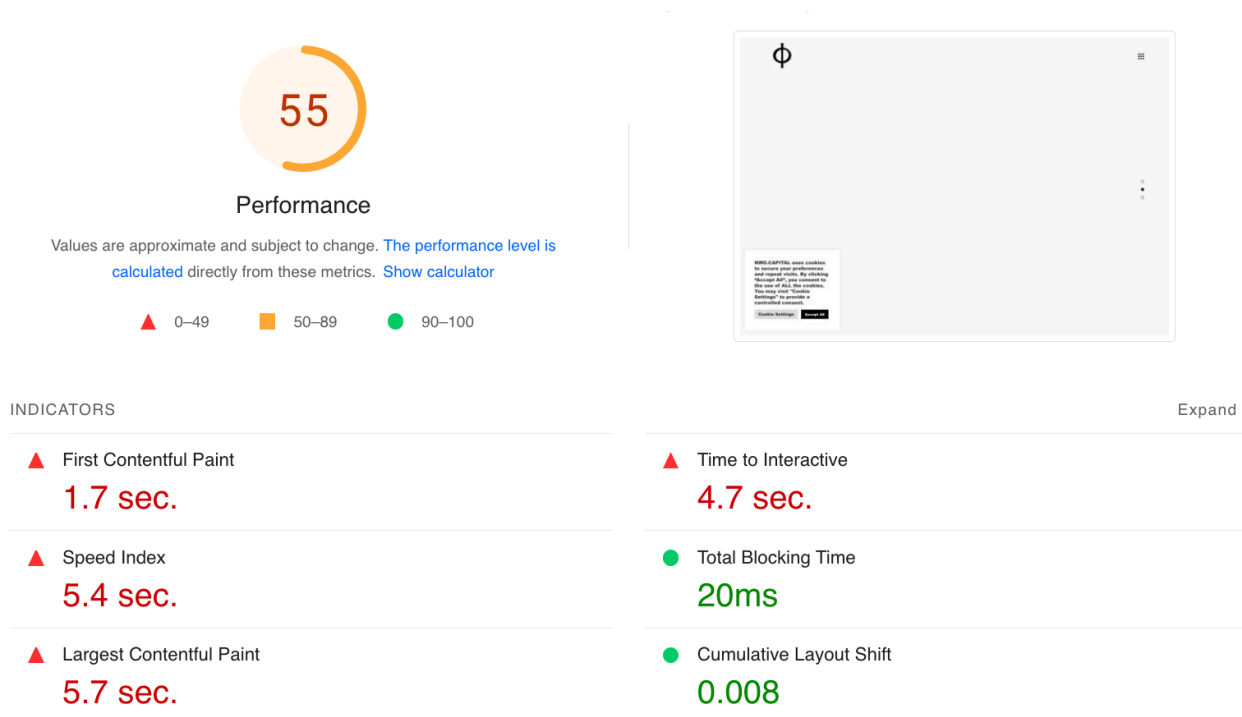 55
Performance
Values are approximate and subject to change. The performance level is
calculated directly from these metrics. Show calculator
0–49 50–89 90–100
NWG.CAPITAL uses cookies
to secure your preferences
and repeat visits. By clicking
"Accept All", you consent to
the use of ALL the cookies.
You may visit "Cookie
Settings" to provide a
controlled consent.
Cookie Settings Accept All
INDICATORS
Expand
First Contentful Paint
1.7 sec.
Time to Interactive
4.7 sec.
Speed Index
5.4 sec.
Total Blocking Time
20ms
Largest Contentful Paint
5.7 sec.
Cumulative Layout Shift
0.008